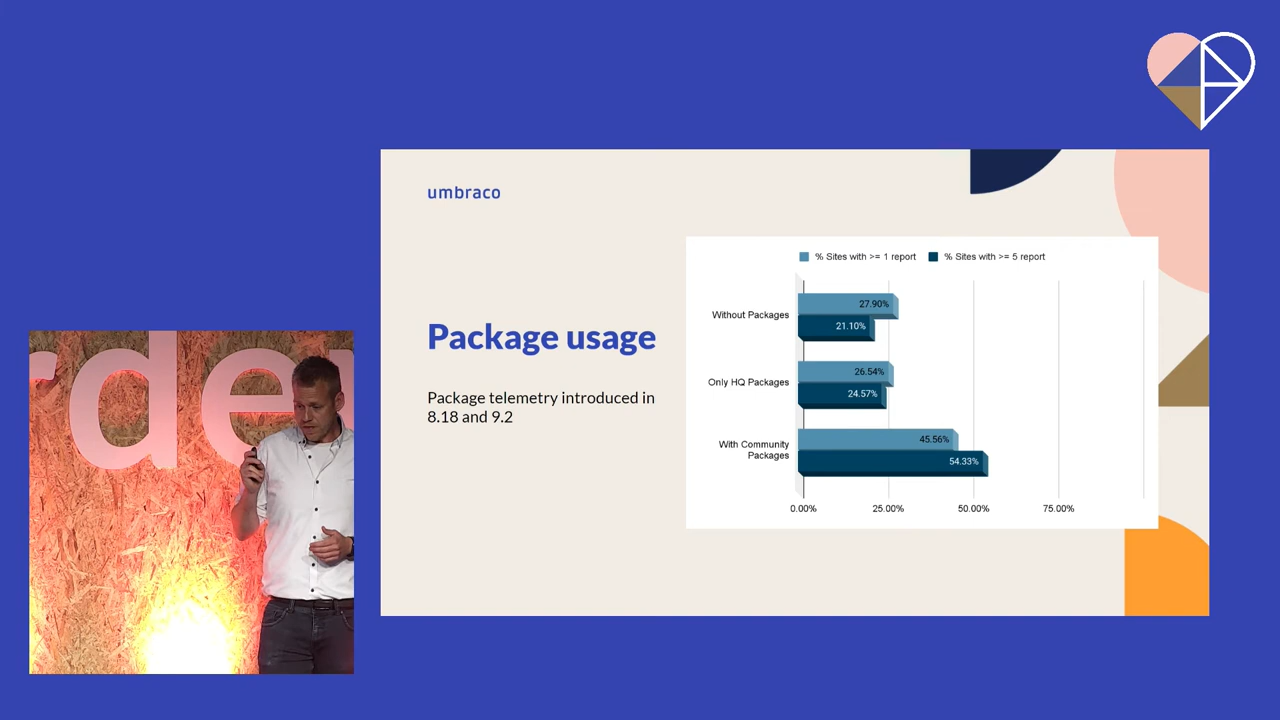 umbraco
Package usage
Package telemetry introduced in
8.18 and 9.2
% Sites with >= 1 report
% Sites with >= 5 report
Without Packages
27.90%
21.10%
Only HQ Packages
26.54%
24.57%
With Community
Packages
45.56%
54.33%
0.00%
25.00%
50.00%
75.00%
rde